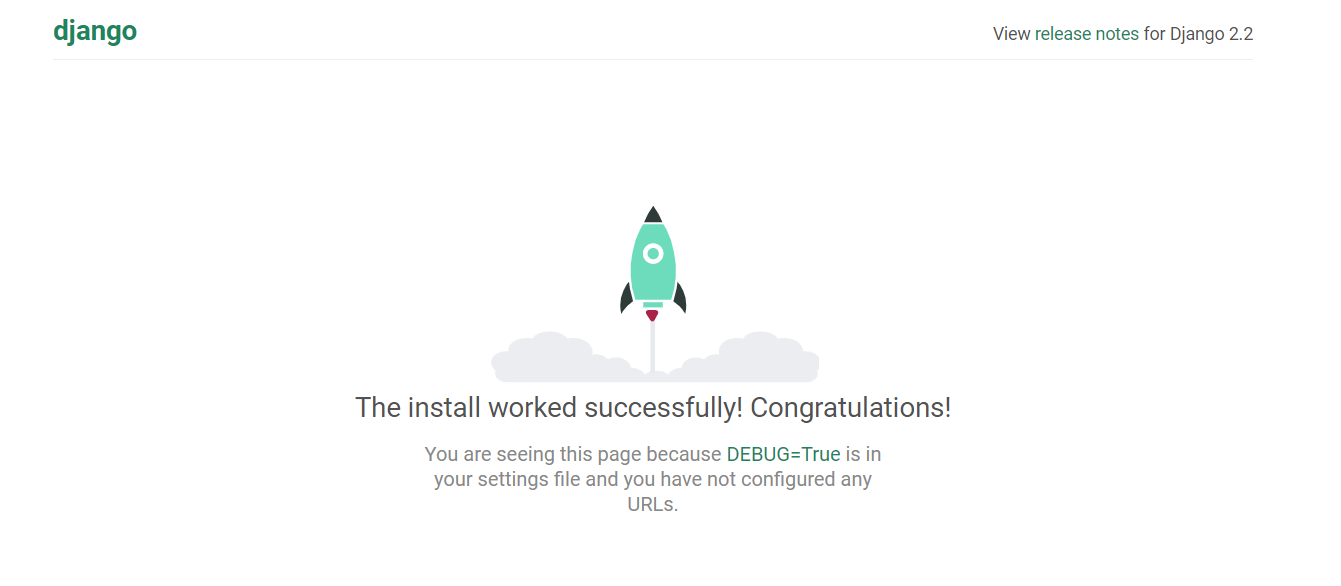 django
View release notes for Django 2.2
The install worked successfully! Congratulations!
You are seeing this page because DEBUG=True is in
your settings file and you have not configured any
URLs.